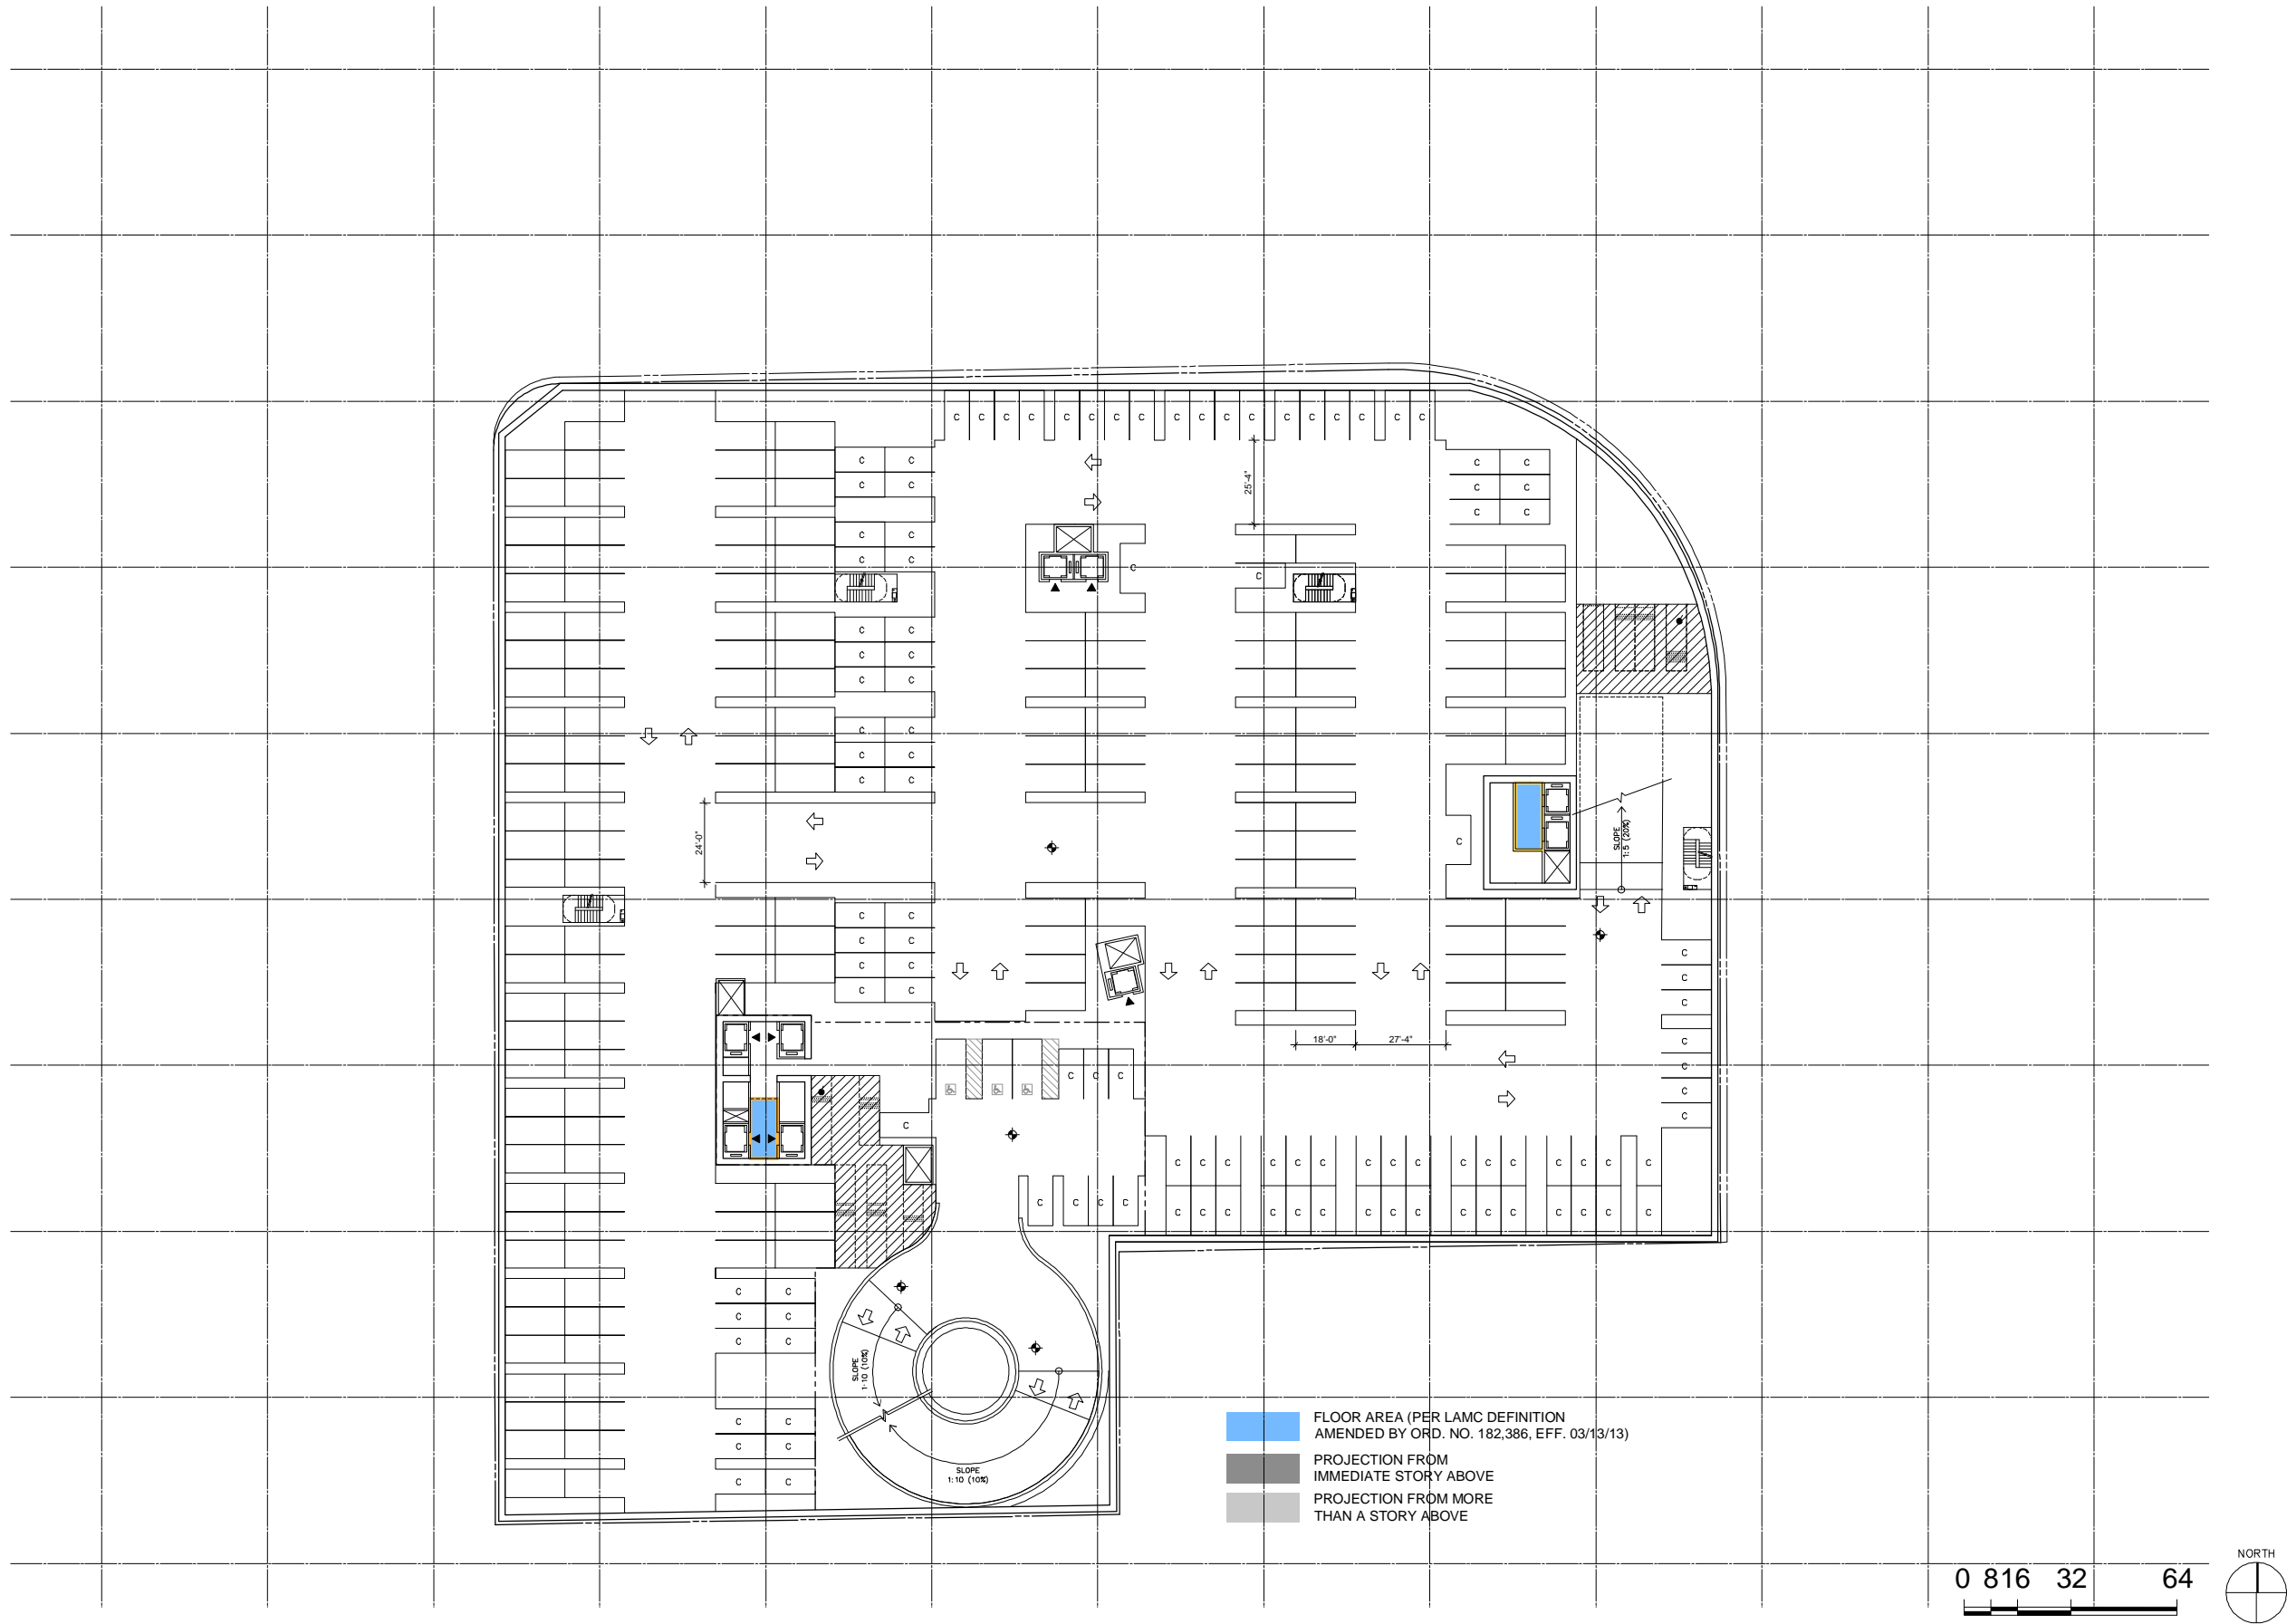 C C C C C C C C C C C C C C C C C C
C C C C
C C C C
25'-4"
C C
C C
C C
C
C
C C
C C
C C
C C
C C
C C
24'-0"
C
SLOPE
1:5 (20%)
C C
C C
C
C C
C
C C
C
18'-0" 27'-4"
C
C
C C C
C
C
C
C C C C C C C C C C C C C C C C
C C C C
C C C C C C C C C C C C C C C C
C C
C C
C C
SLOPE
1:10 (10%)
C C
C C
C C
SLOPE
1:10 (10%)
FLOOR AREA (PER LAMC DEFINITION
AMENDED BY ORD. NO. 182,386, EFF. 03/13/13)
PROJECTION FROM
IMMEDIATE STORY ABOVE
PROJECTION FROM MORE
THAN A STORY ABOVE
NORTH
0 8 16 32 64